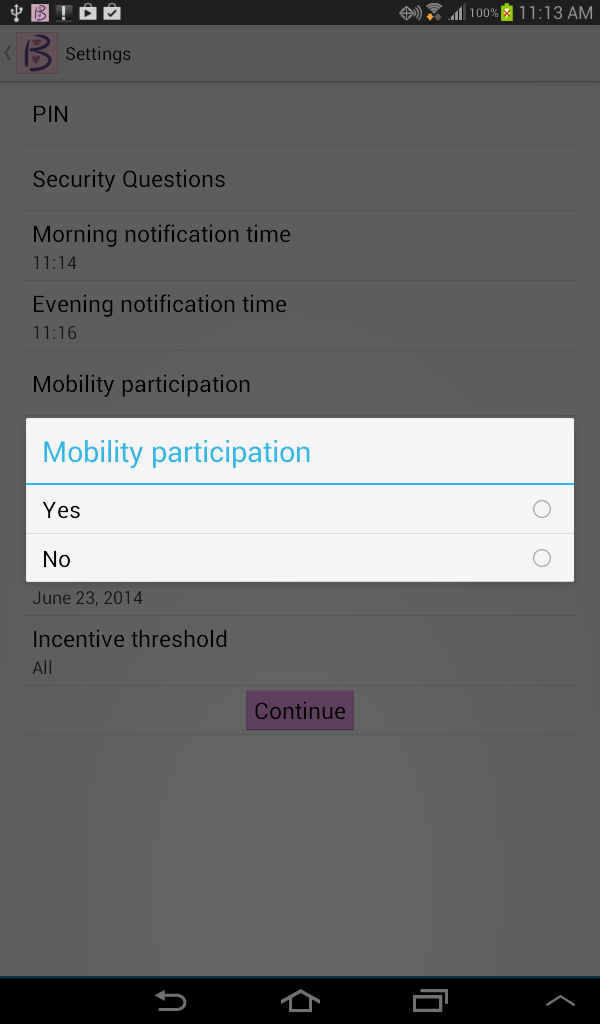 100% 11:13 AM
Settings
PIN
Security Questions
Morning notification time
11:14
Evening notification time
11:16
Mobility participation
Mobility participation
Yes
No
June 23, 2014
Incentive threshold
All
Continue